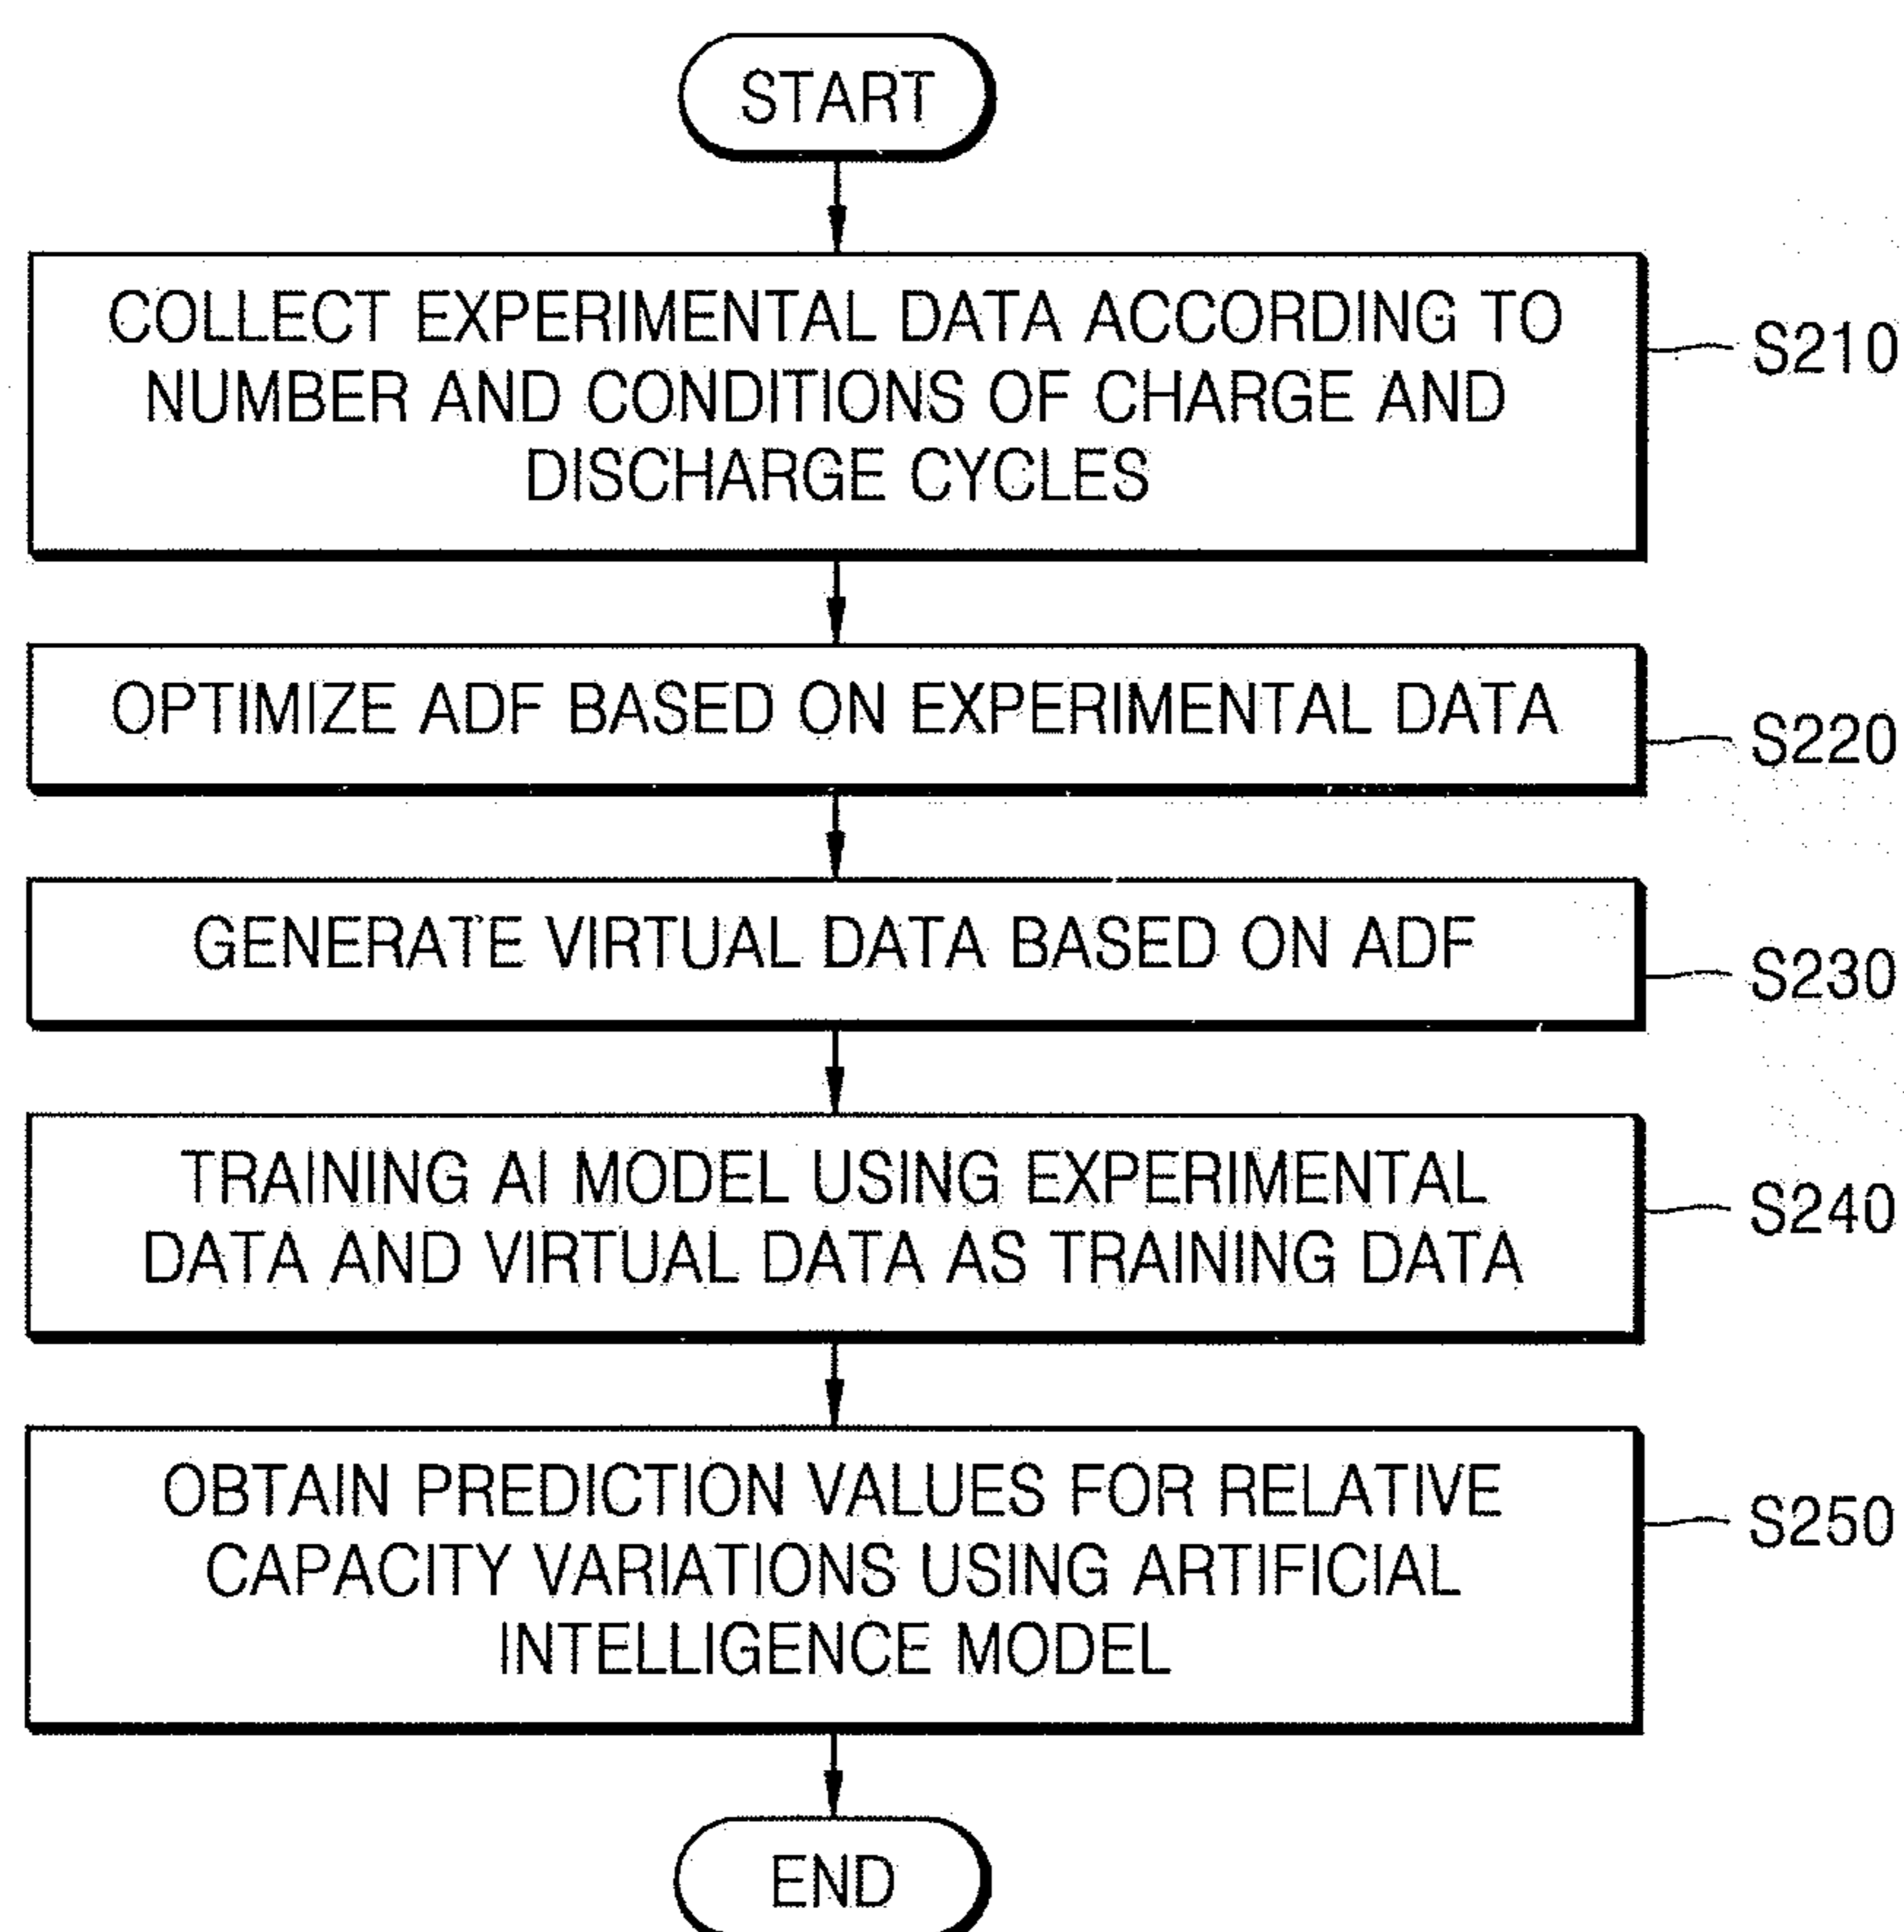 START
COLLECT EXPERIMENTAL DATA ACCORDING TO
NUMBER AND CONDITIONS OF CHARGE AND
DISCHARGE CYCLES
S210
OPTIMIZE ADF BASED ON EXPERIMENTAL DATA
S220
GENERATE VIRTUAL DATA BASED ON ADF
S230
TRAINING AI MODEL USING EXPERIMENTAL
DATA AND VIRTUAL DATA AS TRAINING DATA
S240
OBTAIN PREDICTION VALUES FOR RELATIVE
CAPACITY VARIATIONS USING ARTIFICIAL
INTELLIGENCE MODEL
S250
END